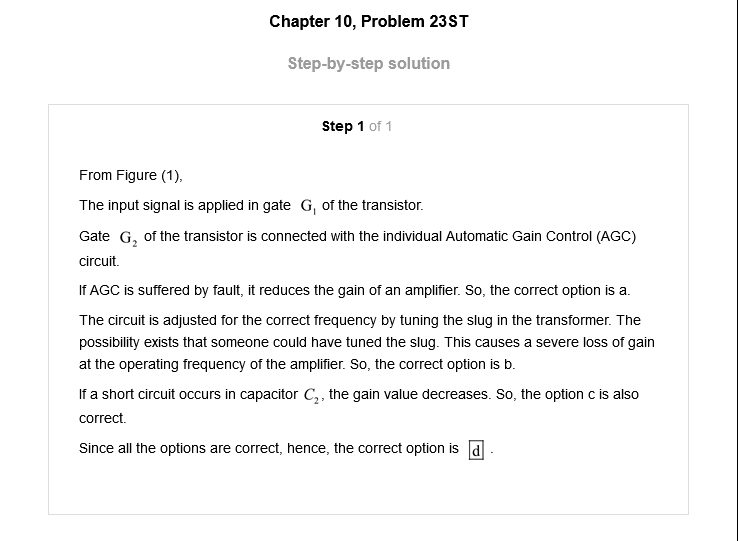 Chapter 10, Problem 23ST
Step-by-step solution
Step 1 of 1
From Figure (1),
The input signal is applied in gate G₁ of the transistor.
Gate G₂ of the transistor is connected with the individual Automatic Gain Control (AGC)
circuit.
If AGC is suffered by fault, it reduces the gain of an amplifier. So, the correct option is a.
The circuit is adjusted for the correct frequency by tuning the slug in the transformer. The
possibility exists that someone could have tuned the slug. This causes a severe loss of gain
at the operating frequency of the amplifier. So, the correct option is b.
If a short circuit occurs in capacitor C₂, the gain value decreases. So, the option c is also
correct.
Since all the options are correct, hence, the correct option is d .